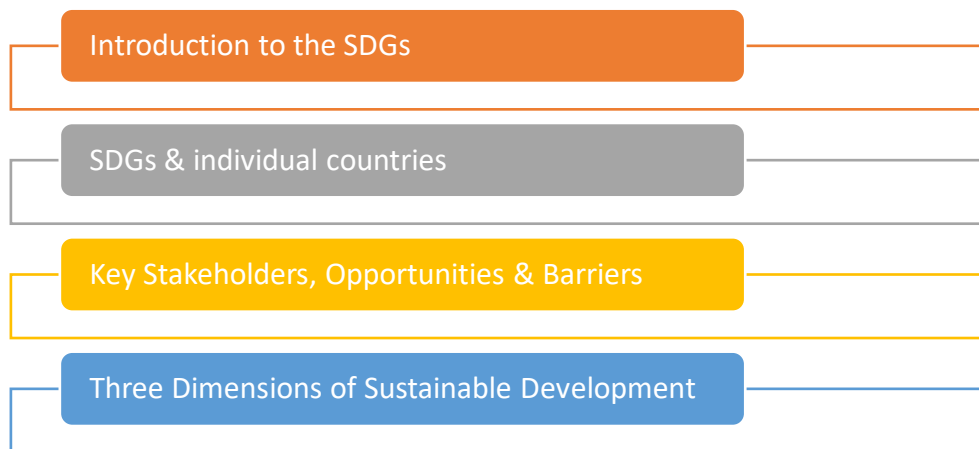 Introduction to the SDGs
SDGs & individual countries
Key Stakeholders, Opportunities & Barriers
Three Dimensions of Sustainable Development